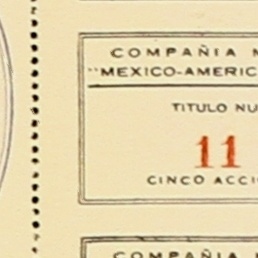 COMPAÑIA
"MEXICO-AMERIC
TITULO NU
11
CINCO ACCI
COMPAÑIA